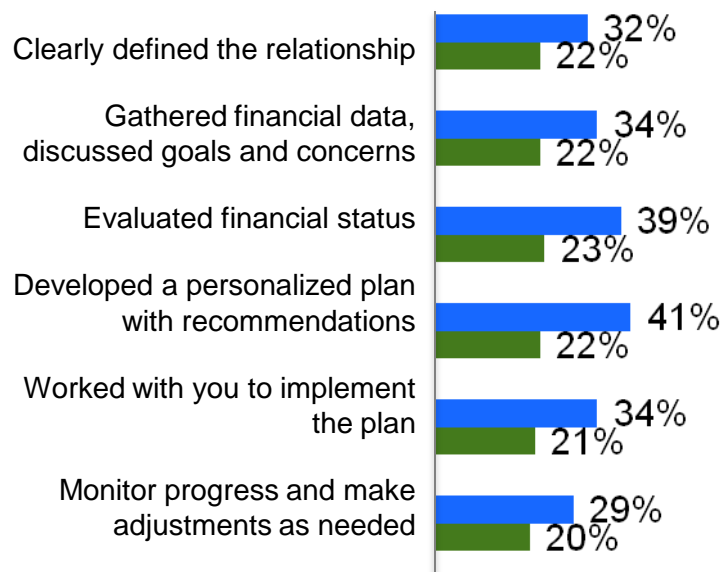 Clearly defined the relationship
32%
22%
Gathered financial data,
discussed goals and concerns
34%
22%
Evaluated financial status
39%
23%
Developed a personalized plan
with recommendations
41%
22%
Worked with you to implement
the plan
34%
21%
Monitor progress and make
adjustments as needed
29%
20%